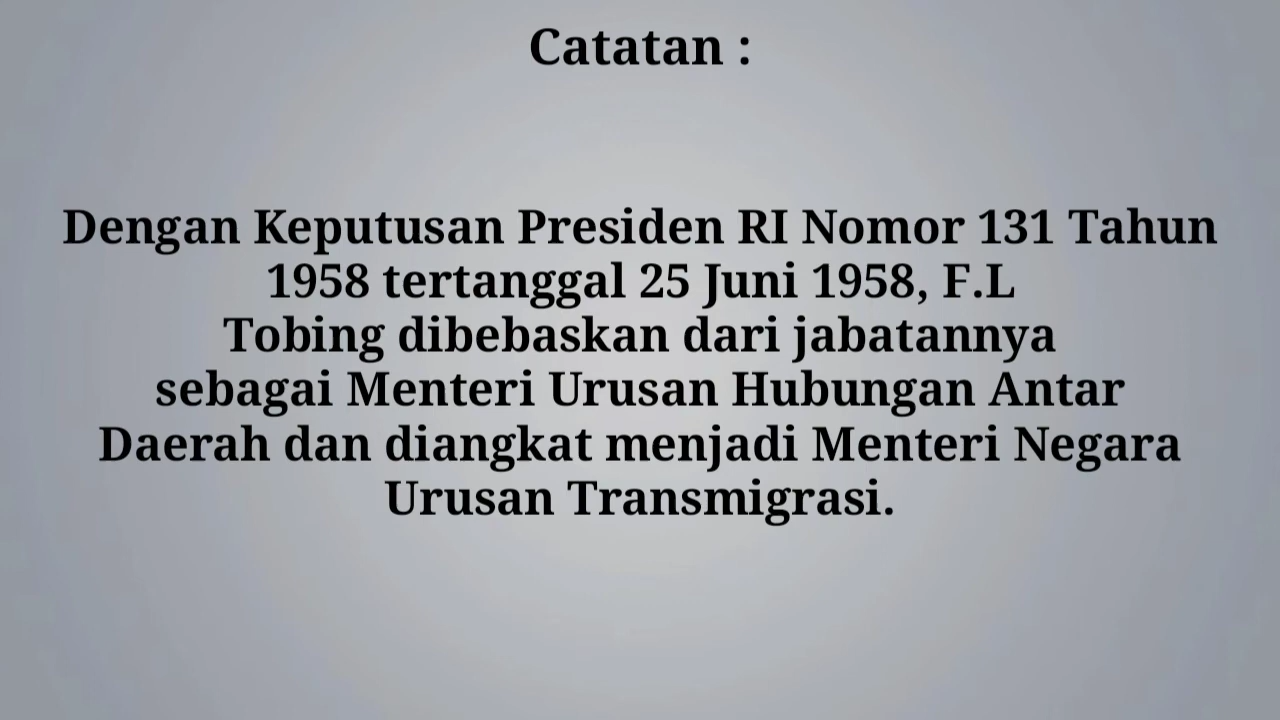 Catatan :
Dengan Keputusan Presiden RI Nomor 131 Tahun
1958 tertanggal 25 Juni 1958, F.L
Tobing dibebaskan dari jabatannya
sebagai Menteri Urusan Hubungan Antar
Daerah dan diangkat menjadi Menteri Negara
Urusan Transmigrasi.